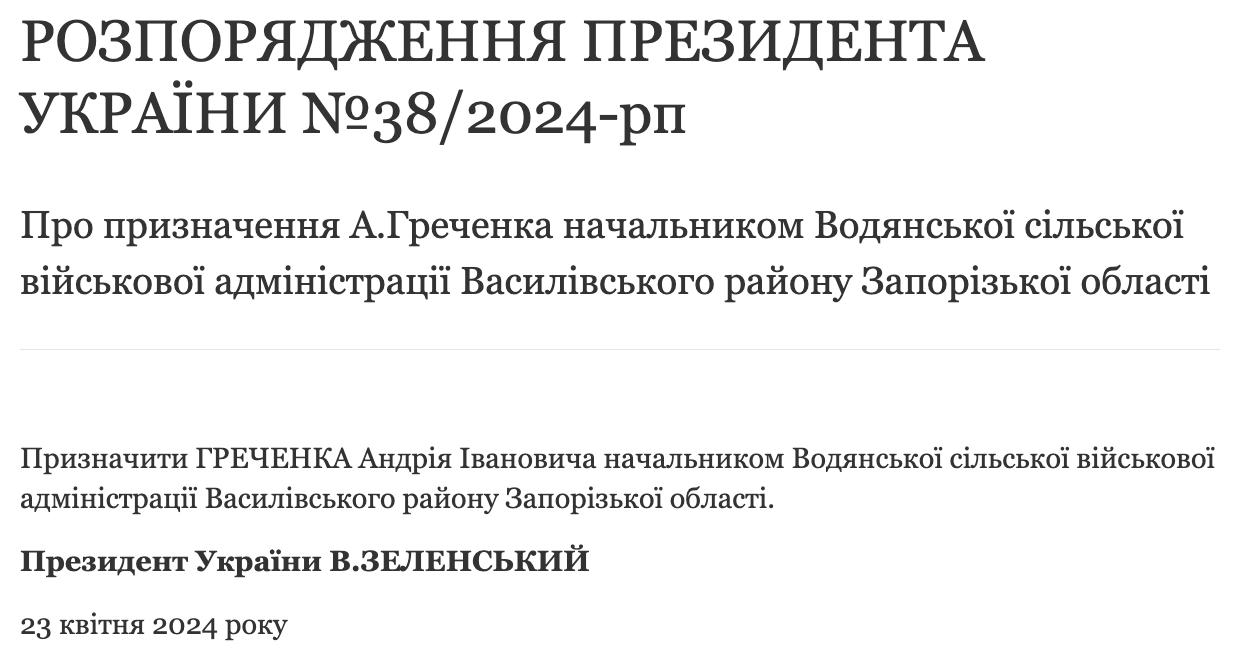 РОЗПОРЯДЖЕННЯ ПРЕЗИДЕНТА
УКРАЇНИ №38/2024-рп
Про призначення А.Греченка начальником Водянської сільської
військової адміністрації Василівського району Запорізької області
Призначити ГРЕЧЕНКА Андрія Івановича начальником Водянської сільської військової
адміністрації Василівського району Запорізької області.
Президент України В.ЗЕЛЕНСЬКИЙ
23 квітня 2024 року